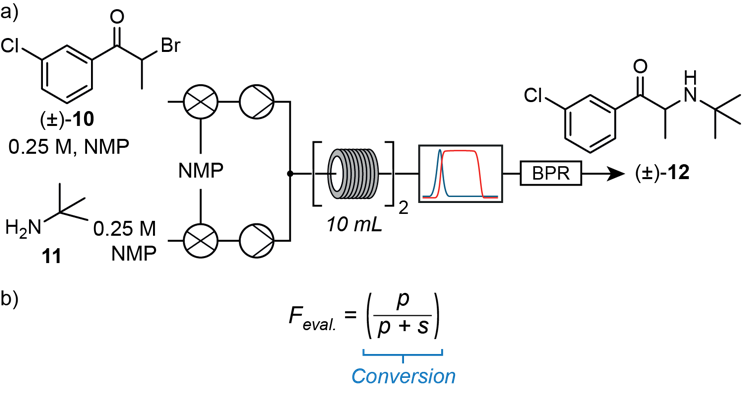 a)
O
Cl
Br
(±)-10
0.25 M, NMP
NMP
H₂N
0.25 M
11
NMP
[ ]₂
10 mL
BPR
O
H
N
Cl
(±)-12
b)
F eval. = ( p / p + s )
Conversion